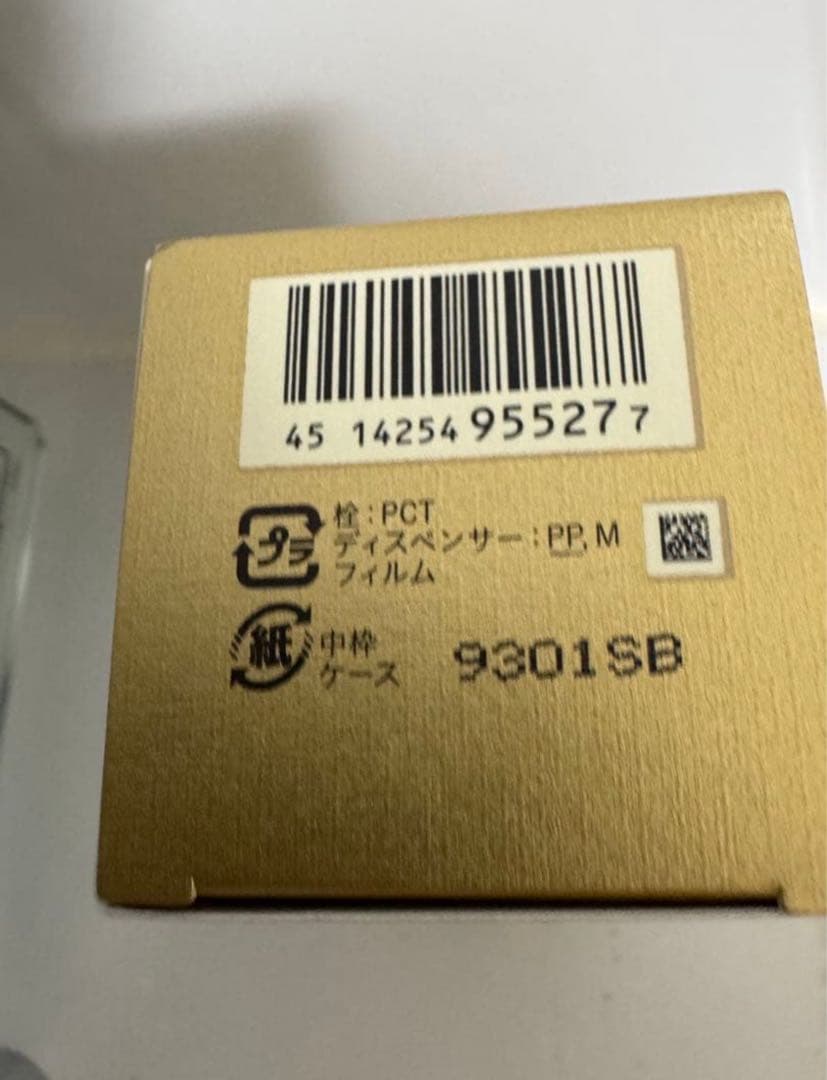 45 14254 95527 7
プラ
栓：PCT
ディスペンサー：PP, M
フィルム
紙
中枠
ケース
9301SB